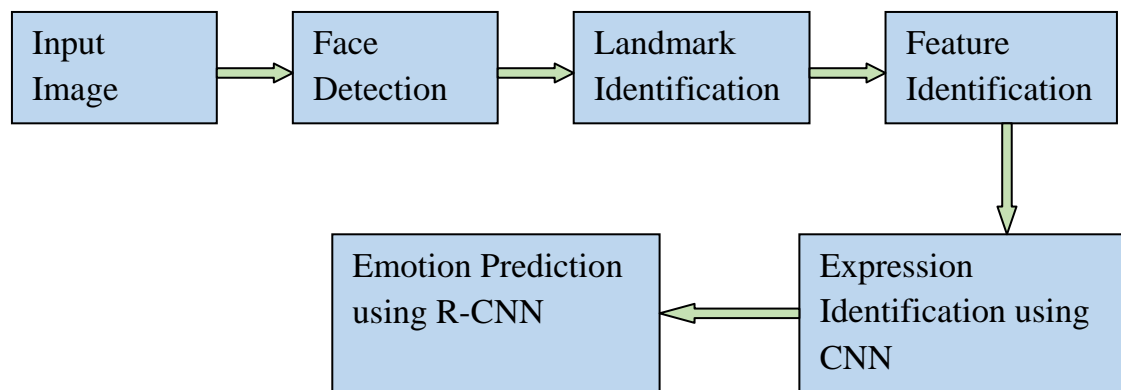 Input
Image
Face
Detection
Landmark
Identification
Feature
Identification
Expression
Identification using
CNN
Emotion Prediction
using R-CNN